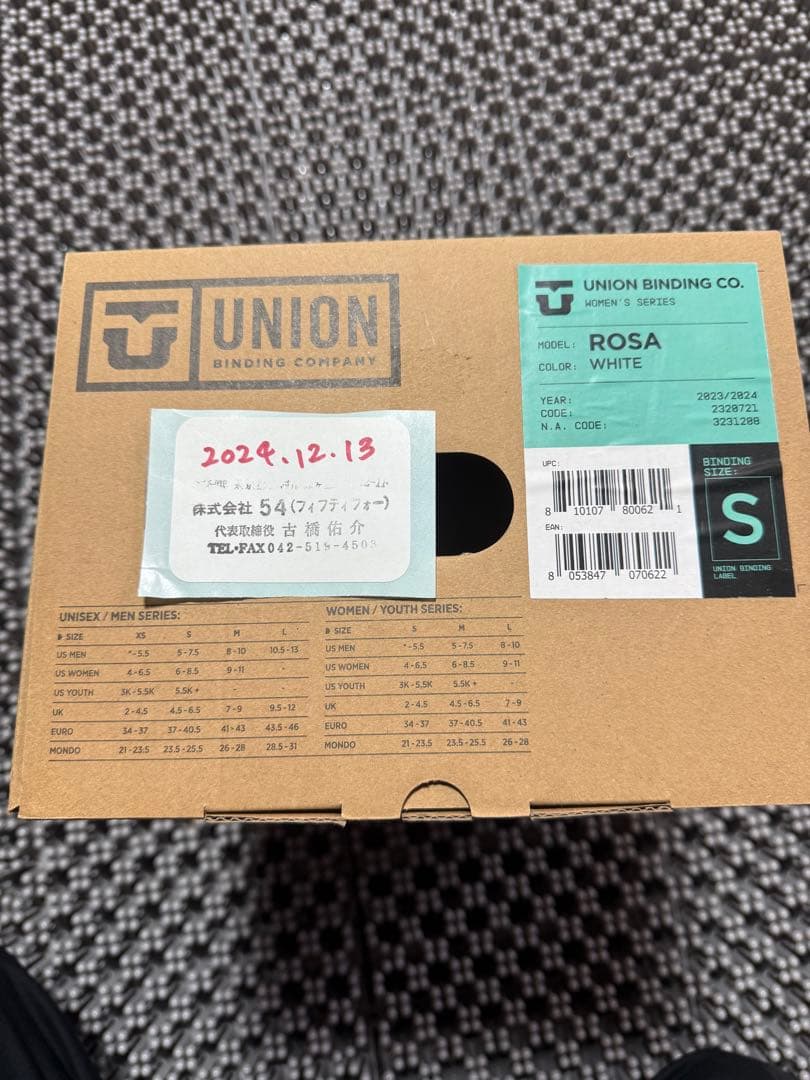 UNION
BINDING COMPANY
UNION BINDING CO.
WOMEN'S SERIES
MODEL: ROSA
COLOR: WHITE
YEAR: 2023/2024
CODE: 2320721
N.A. CODE: 3231208
UPC:
8 10107 80062 1
EAN:
8 053847 070622
BINDING
SIZE:
S
UNION BINDING
LABEL
2024.12.13
株式会社 54(フィフティフォー)
代表取締役 古橋佑介
TEL・FAX042-519-4503
UNISEX / MEN SERIES:
SIZE XS S M L
US MEN *-5.5 5-7.5 8-10 10.5-13
US WOMEN 4-6.5 6-8.5 9-11 -
US YOUTH 3K-5.5K 5.5K+ - -
UK 2-4.5 4.5-6.5 7-9 9.5-12
EURO 34-37 37-40.5 41-43 43.5-46
MONDO 21-23.5 23.5-25.5 26-28 28.5-31
WOMEN / YOUTH SERIES:
SIZE S M L
US MEN *-5.5 5-7.5 8-10
US WOMEN 4-6.5 6-8.5 9-11
US YOUTH 3K-5.5K 5.5K+ -
UK 2-4.5 4.5-6.5 7-9
EURO 34-37 37-40.5 41-43
MONDO 21-23.5 23.5-25.5 26-28